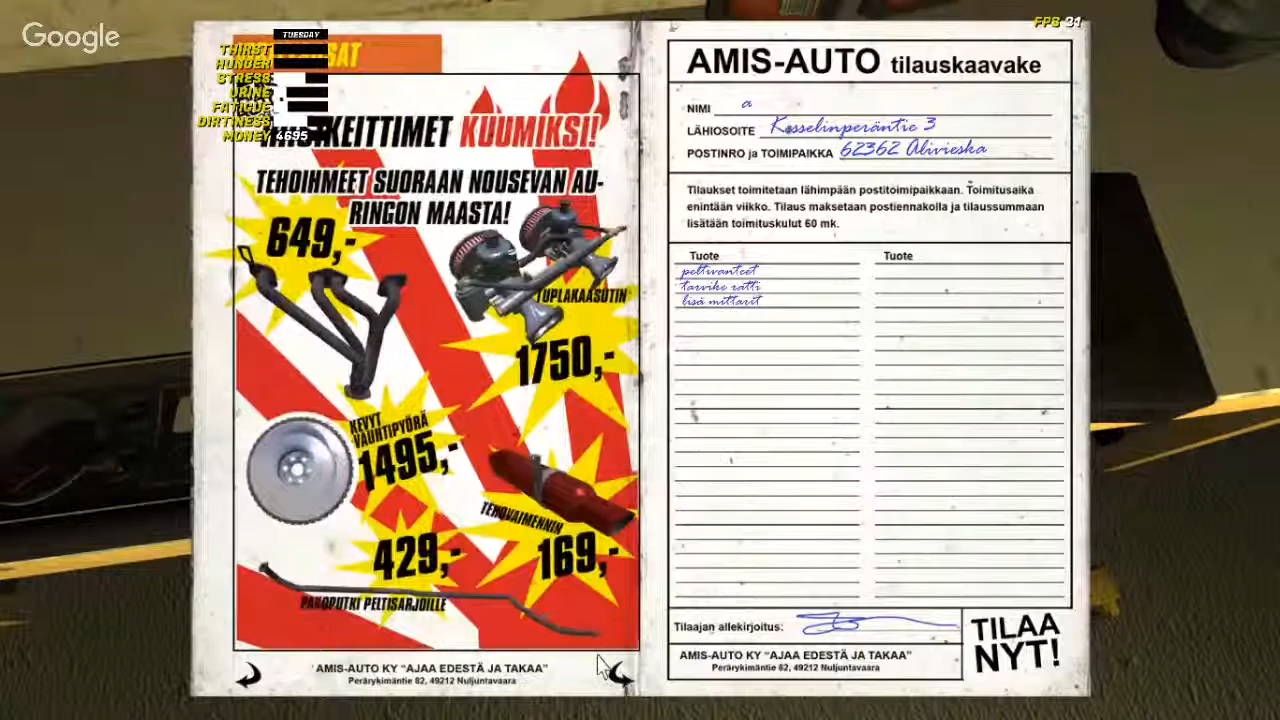 Google
FPS 21
TUESDAY
THIRST
HUNGER
STRESS
URINE
FATIGUE
DIRTINESS
MONEY 4695
KUUMIKSI!
TEHOIHMEET SUORAAN NOUSEVAN AU-
RINGON MAASTA!
649,-
TUPLAKAASUTIN
1750,-
KEVYT
VAUHTIPYÖRÄ
1495,-
TEHOVAIMENNIN
169,-
429,-
PAKOPUTKI PELTISARJOILLE
AMIS-AUTO KY “AJAA EDESTÄ JA TAKAA”
Perärykimäntie 82, 49212 Nuljuntavaara
AMIS-AUTO tilauskaavake
NIMI a
LÄHIOSOITE Kesselinperäntie 3
POSTINRO ja TOIMIPAIKKA 62362 Alivieska
Tilaukset toimitetaan lähimpään postitoimipaikkaan. Toimitusaika
enintään viikko. Tilaus maksetaan postiennakolla ja tilaussummaan
lisätään toimituskulut 60 mk.
Tuote Tuote
peltivanteet
tarvike ratti
lisä mittarit
Tilaajan allekirjoitus:
AMIS-AUTO KY “AJAA EDESTÄ JA TAKAA”
Perärykimäntie 82, 49212 Nuljuntavaara
TILAA
NYT!